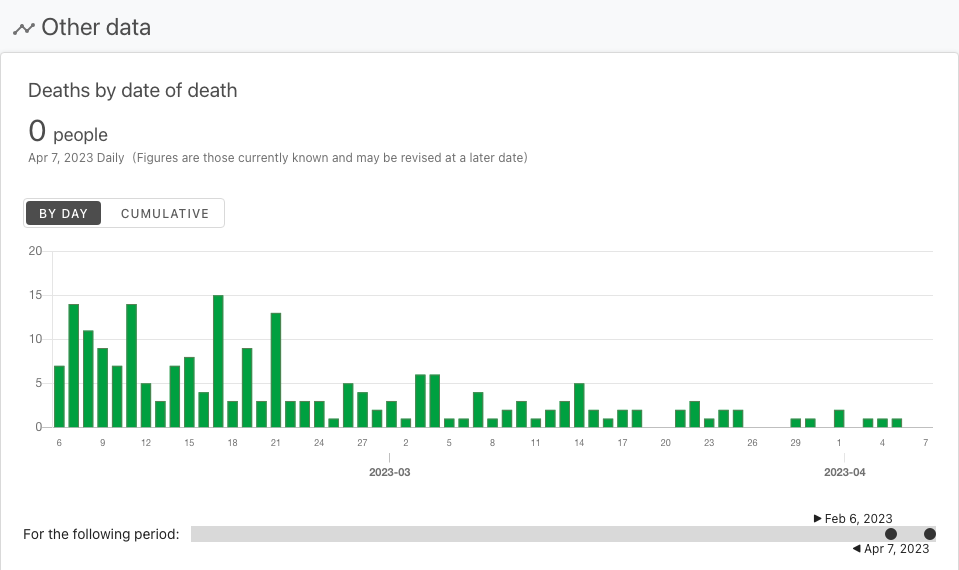 Other data
Deaths by date of death
0 people
Apr 7, 2023 Daily (Figures are those currently known and may be revised at a later date)
BY DAY CUMULATIVE
20
15
10
5
0
6 9 12 15 18 21 24 27 2 5 8 11 14 17 20 23 26 29 1 4 7
2023-03 2023-04
▶ Feb 6, 2023
For the following period:
◀ Apr 7, 2023